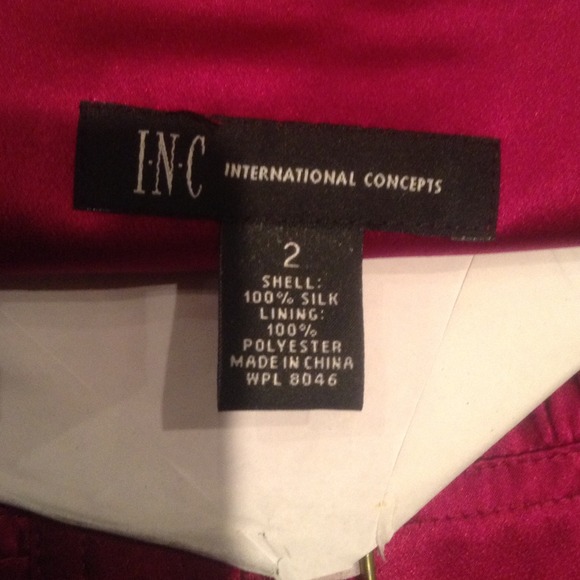 I·N·C INTERNATIONAL CONCEPTS
2
SHELL:
100% SILK
LINING:
100%
POLYESTER
MADE IN CHINA
WPL 8046